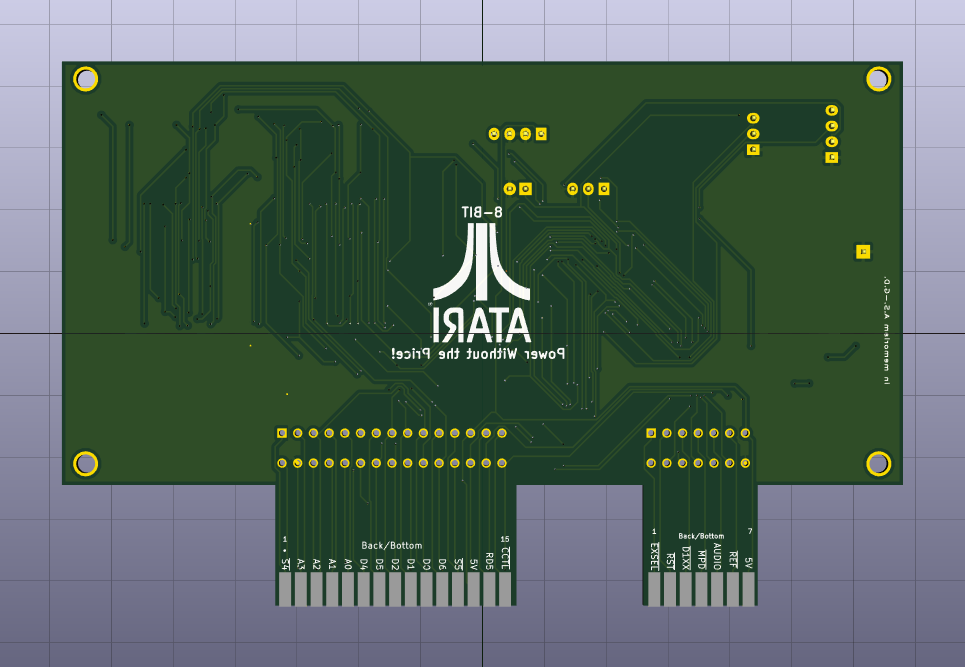 8-BIT
ATARI
Power Without the Price!
in memoriam A.S.-G.D.
1
15
Back/Bottom
S4
A3
A2
A1
A0
D4
D5
D2
D1
D0
D6
S5
5V
RD5
CCTL
1
7
Back/Bottom
EXSEL
RST
D1XX
MPD
AUDIO
REF
5V